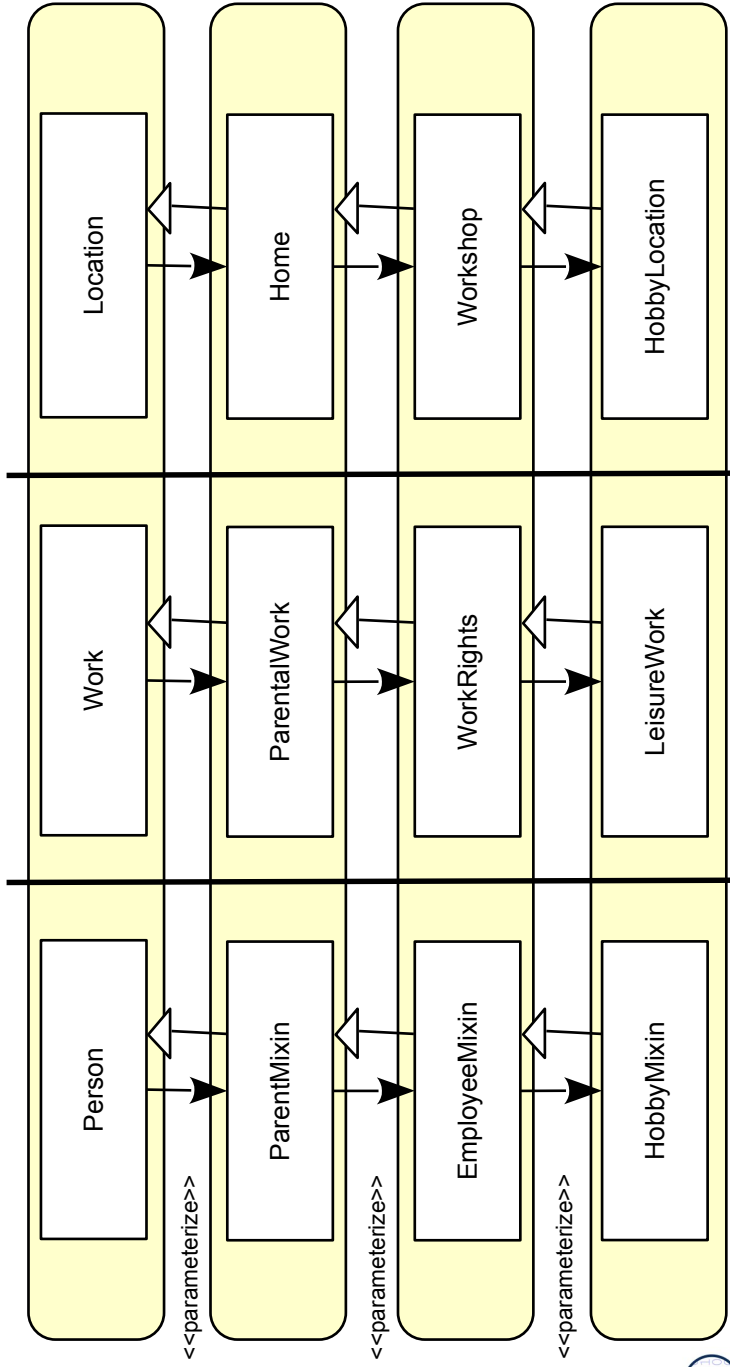 Person
Work
Location
<<parameterize>>
ParentMixin
ParentalWork
Home
<<parameterize>>
EmployeeMixin
WorkRights
Workshop
<<parameterize>>
HobbyMixin
LeisureWork
HobbyLocation